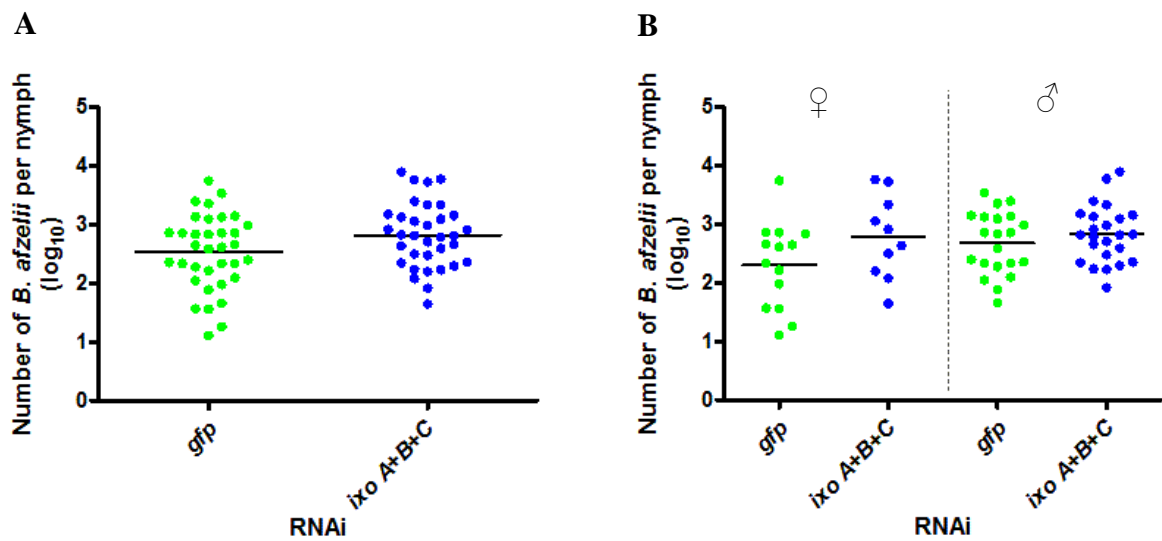 A
Number of B. afzelii per nymph
(log10)
5
4
3
2
1
0
gfp
ixo A+B+C
RNAi
B
Number of B. afzelii per nymph
(log10)
5
4
3
2
1
0
♀
♂
gfp
ixo A+B+C
gfp
ixo A+B+C
RNAi